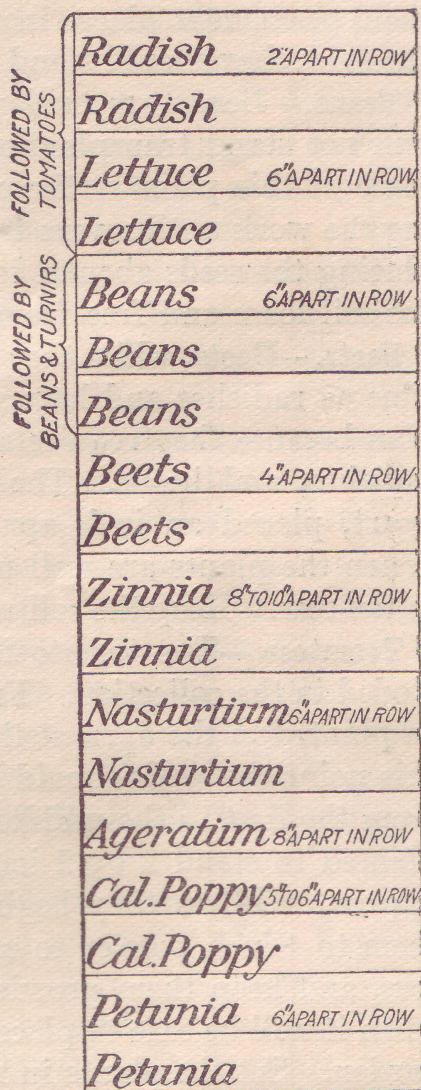 FOLLOWED BY
TOMATOES
FOLLOWED BY
BEANS & TURNIRS
Radish 2"APART IN ROW
Radish
Lettuce 6"APART IN ROW
Lettuce
Beans 6"APART IN ROW
Beans
Beans
Beets 4"APART IN ROW
Beets
Zinnia 8"TO10"APART IN ROW
Zinnia
Nasturtium 6"APART IN ROW
Nasturtium
Ageratum 8"APART IN ROW
Cal.Poppy 5"TO6"APART IN ROW
Cal.Poppy
Petunia 6"APART IN ROW
Petunia